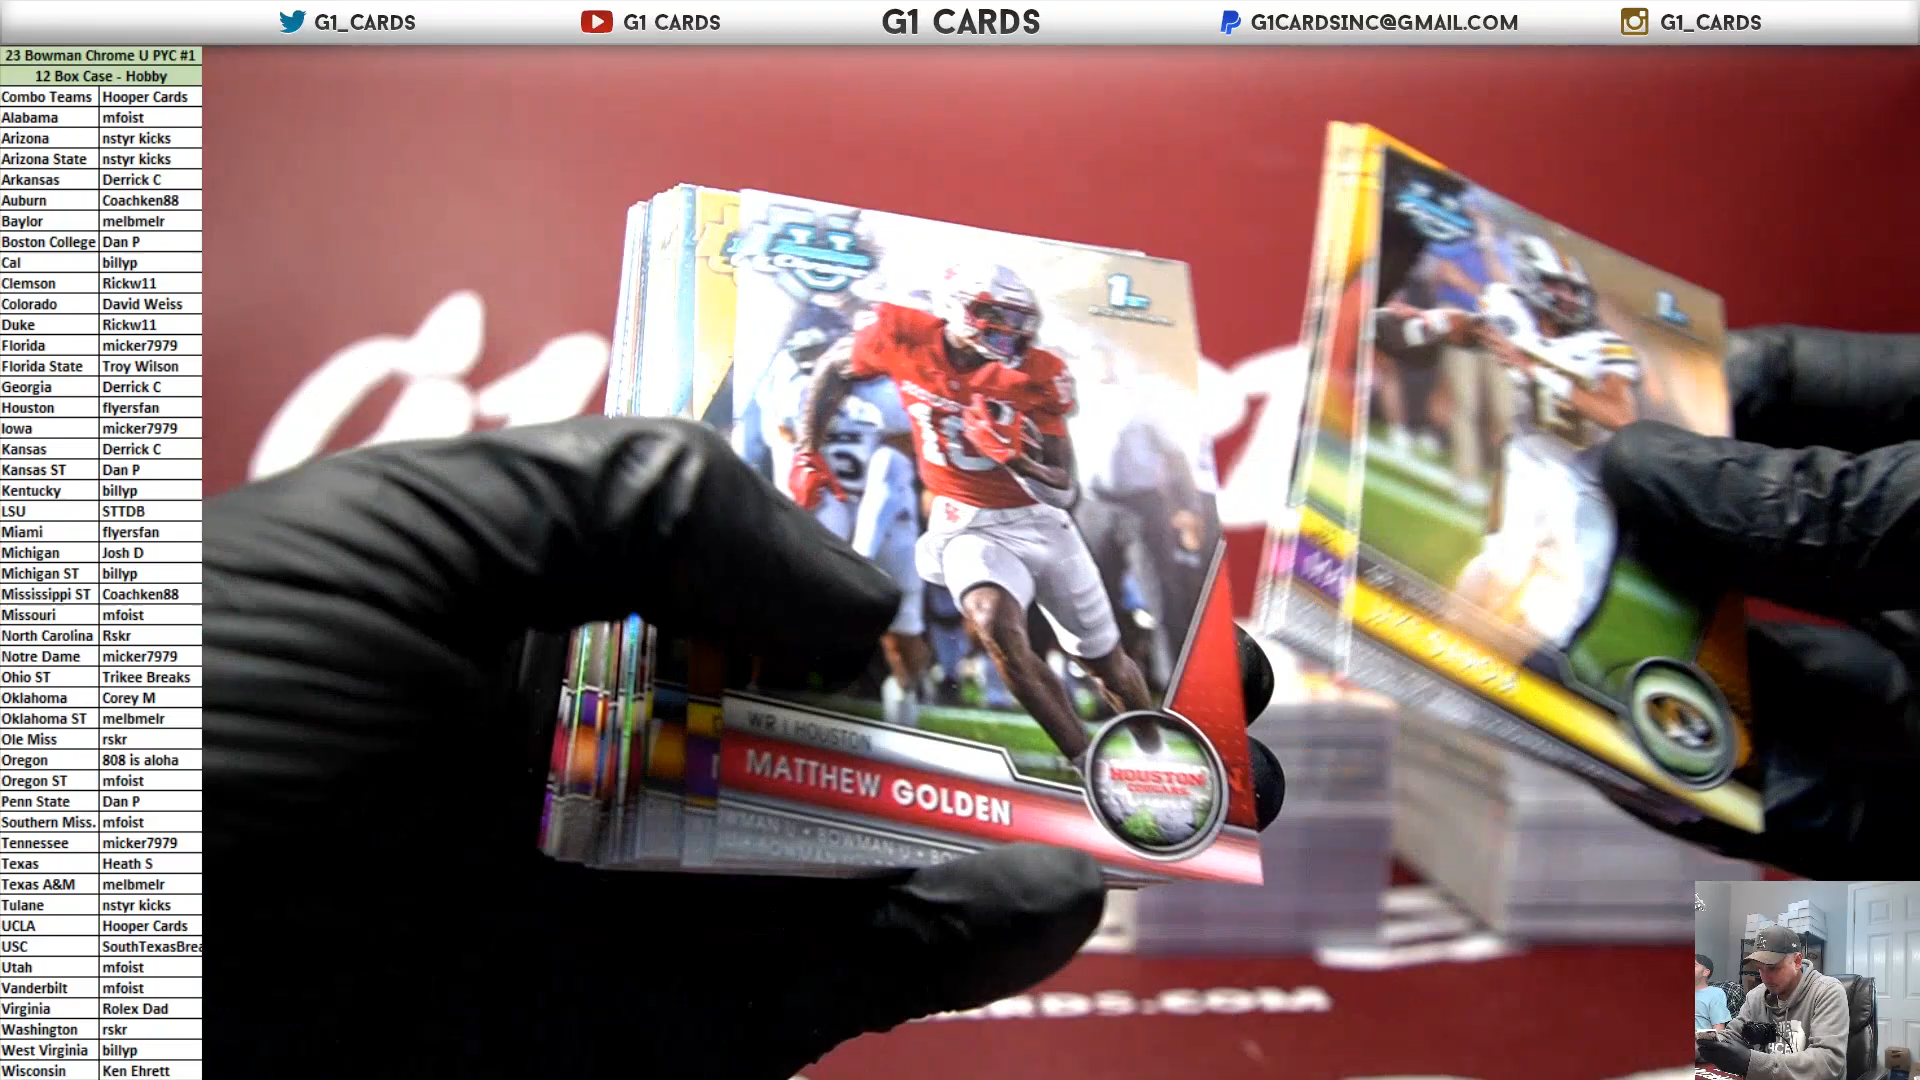 G1_CARDS G1 CARDS G1 CARDS G1CARDSINC@GMAIL.COM G1_CARDS
23 Bowman Chrome U PYC #1
12 Box Case - Hobby
Combo Teams Hooper Cards
Alabama mfoist
Arizona nstyr kicks
Arizona State nstyr kicks
Arkansas Derrick C
Auburn Coachken88
Baylor melbmelr
Boston College Dan P
Cal billyp
Clemson Rickw11
Colorado David Weiss
Duke Rickw11
Florida micker7979
Florida State Troy Wilson
Georgia Derrick C
Houston flyersfan
Iowa micker7979
Kansas Derrick C
Kansas ST Dan P
Kentucky billyp
LSU STTDB
Miami flyersfan
Michigan Josh D
Michigan ST billyp
Mississippi ST Coachken88
Missouri mfoist
North Carolina Rskr
Notre Dame micker7979
Ohio ST Trikee Breaks
Oklahoma Corey M
Oklahoma ST melbmelr
Ole Miss rskr
Oregon 808 is aloha
Oregon ST mfoist
Penn State Dan P
Southern Miss. mfoist
Tennessee micker7979
Texas Heath S
Texas A&M melbmelr
Tulane nstyr kicks
UCLA Hooper Cards
USC SouthTexasBrea
Utah mfoist
Vanderbilt mfoist
Virginia Rolex Dad
Washington rskr
West Virginia billyp
Wisconsin Ken Ehrett
1st
WR | HOUSTON
MATTHEW GOLDEN
HOUSTON
COUGARS
WMAN U • BOWMAN U • BO